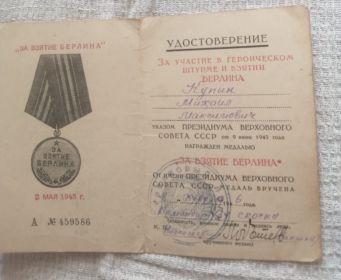 „ЗА ВЗЯТИЕ БЕРЛИНА"
ЗА
ВЗЯТИЕ
БЕРЛИНА
2 МАЯ 1945 г.
А № 459586
УДОСТОВЕРЕНИЕ
ЗА УЧАСТИЕ В ГЕРОИЧЕСКОМ
ШТУРМЕ И ВЗЯТИИ
БЕРЛИНА
Купин
Михаил
Максимович
УКАЗОМ ПРЕЗИДИУМА ВЕРХОВНОГО
СОВЕТА СССР от 9 июня 1945 года
НАГРАЖДЕН МЕДАЛЬЮ
„ЗА ВЗЯТИЕ БЕРЛИНА"
От имени ПРЕЗИДИУМА ВЕРХОВНОГО
СОВЕТА СССР МЕДАЛЬ ВРУЧЕНА